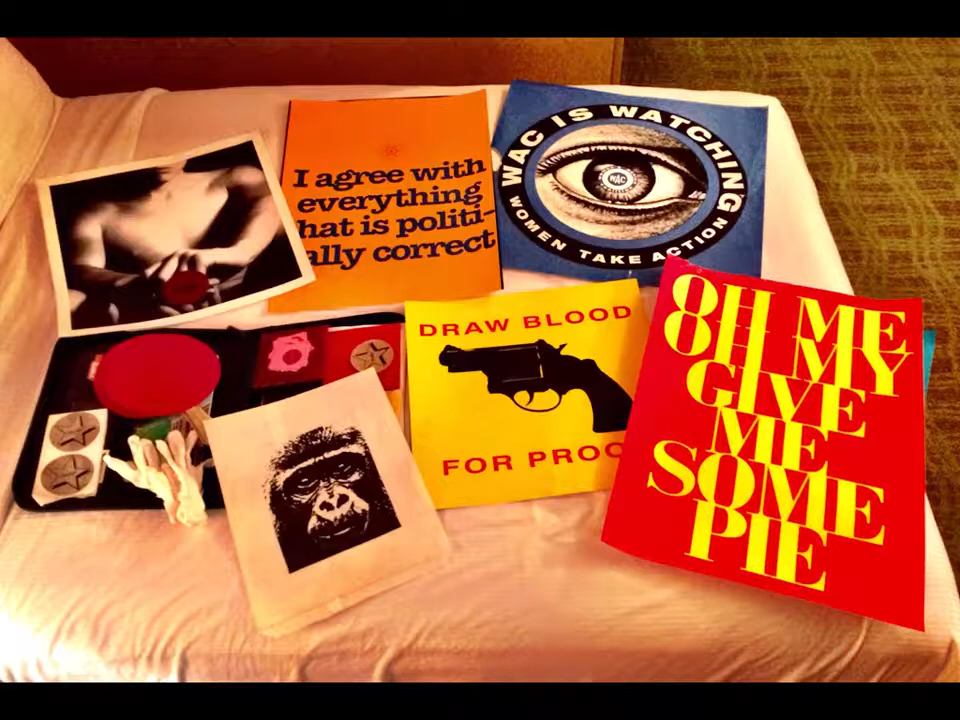 I agree with
everything
hat is politi-
ally correct
WAC IS WATCHING
WAC
WOMEN TAKE ACTION
DRAW BLOOD
FOR PROO
OH ME
OH MY
GIVE
ME
SOME
PIE